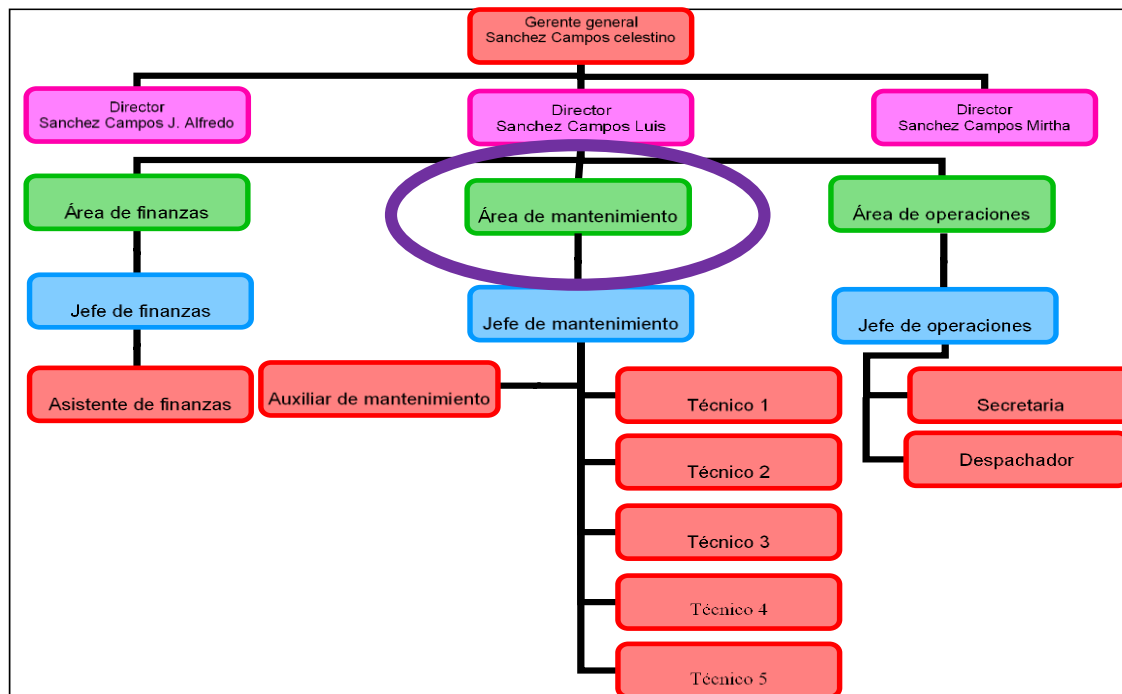 Gerente general
Sanchez Campos celestino
Director
Sanchez Campos J. Alfredo
Director
Sanchez Campos Luis
Director
Sanchez Campos Mirtha
Área de finanzas
Área de mantenimiento
Área de operaciones
Jefe de finanzas
Jefe de mantenimiento
Jefe de operaciones
Asistente de finanzas
Auxiliar de mantenimiento
Técnico 1
Técnico 2
Técnico 3
Técnico 4
Técnico 5
Secretaria
Despachador